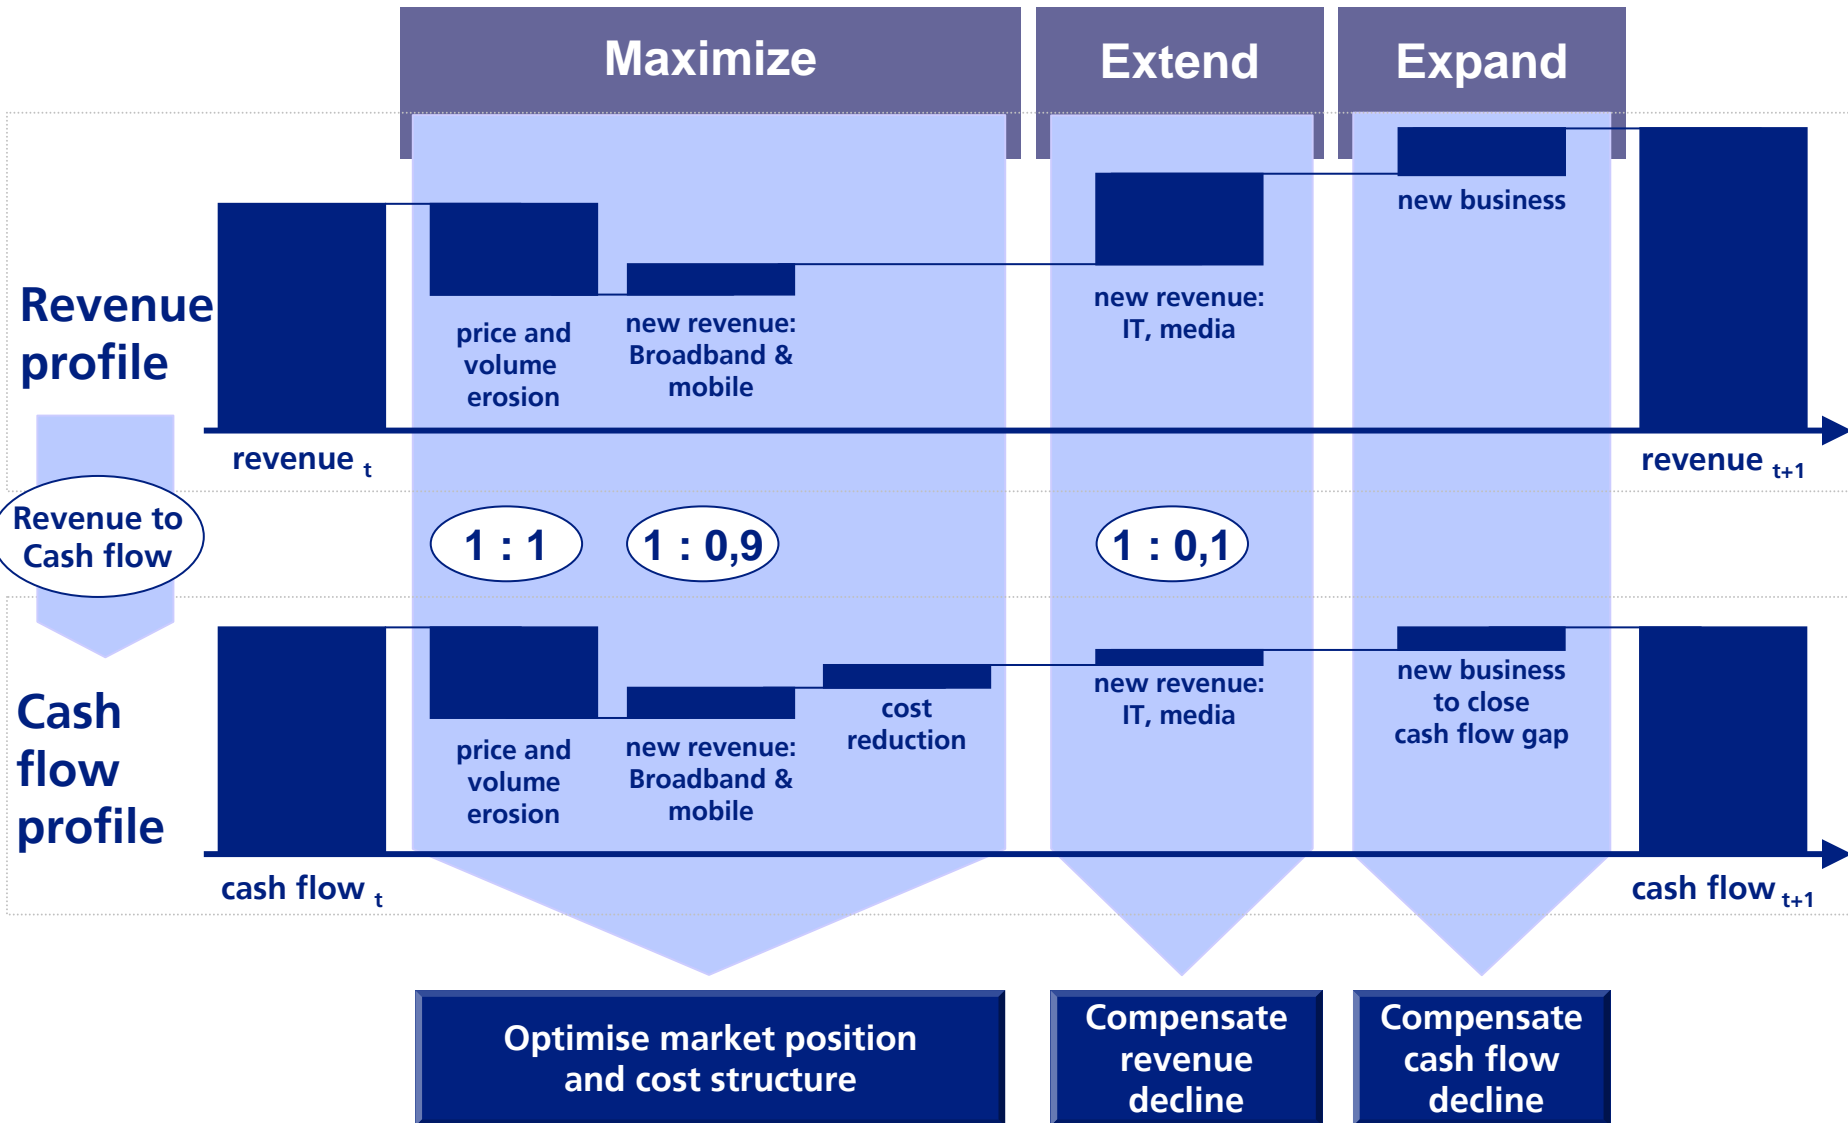 Maximize
Extend
Expand
Revenue
profile
price and
volume
erosion
new revenue:
Broadband &
mobile
new revenue:
IT, media
new business
revenue t
revenue t+1
Revenue to
Cash flow
1 : 1
1 : 0,9
1 : 0,1
Cash
flow
profile
price and
volume
erosion
new revenue:
Broadband &
mobile
cost
reduction
new revenue:
IT, media
new business
to close
cash flow gap
cash flow t
cash flow t+1
Optimise market position
and cost structure
Compensate
revenue
decline
Compensate
cash flow
decline